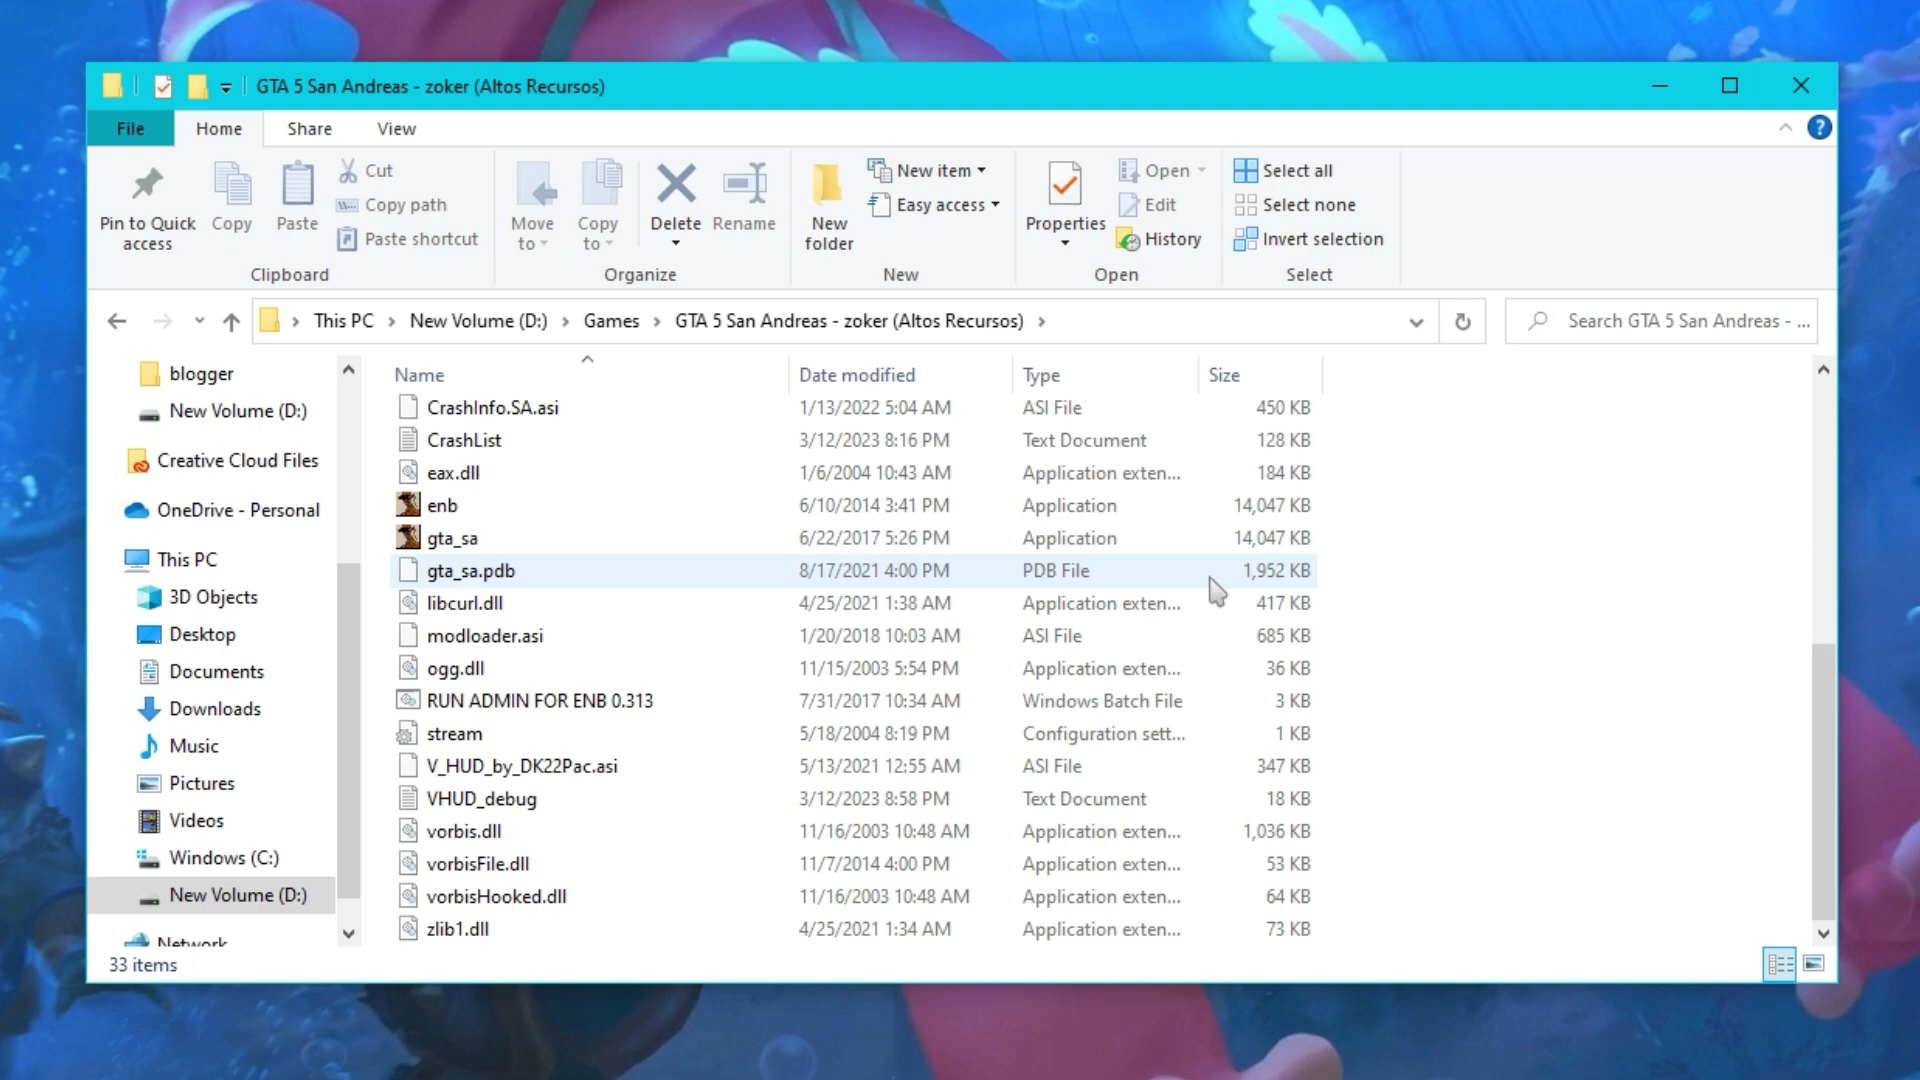 GTA 5 San Andreas - zoker (Altos Recursos)
File Home Share View
Pin to Quick access
Copy
Paste
Cut
Copy path
Paste shortcut
Clipboard
Move to
Copy to
Delete
Rename
Organize
New folder
New item
Easy access
New
Properties
Open
Edit
History
Open
Select all
Select none
Invert selection
Select
This PC New Volume (D:) Games GTA 5 San Andreas - zoker (Altos Recursos)
Search GTA 5 San Andreas - ...
blogger
New Volume (D:)
Creative Cloud Files
OneDrive - Personal
This PC
3D Objects
Desktop
Documents
Downloads
Music
Pictures
Videos
Windows (C:)
New Volume (D:)
Network
Name Date modified Type Size
CrashInfo.SA.asi 1/13/2022 5:04 AM ASI File 450 KB
CrashList 3/12/2023 8:16 PM Text Document 128 KB
eax.dll 1/6/2004 10:43 AM Application exten... 184 KB
enb 6/10/2014 3:41 PM Application 14,047 KB
gta_sa 6/22/2017 5:26 PM Application 14,047 KB
gta_sa.pdb 8/17/2021 4:00 PM PDB File 1,952 KB
libcurl.dll 4/25/2021 1:38 AM Application exten... 417 KB
modloader.asi 1/20/2018 10:03 AM ASI File 685 KB
ogg.dll 11/15/2003 5:54 PM Application exten... 36 KB
RUN ADMIN FOR ENB 0.313 7/31/2017 10:34 AM Windows Batch File 3 KB
stream 5/18/2004 8:19 PM Configuration sett... 1 KB
V_HUD_by_DK22Pac.asi 5/13/2021 12:55 AM ASI File 347 KB
VHUD_debug 3/12/2023 8:58 PM Text Document 18 KB
vorbis.dll 11/16/2003 10:48 AM Application exten... 1,036 KB
vorbisFile.dll 11/7/2014 4:00 PM Application exten... 53 KB
vorbisHooked.dll 11/16/2003 10:48 AM Application exten... 64 KB
zlib1.dll 4/25/2021 1:34 AM Application exten... 73 KB
33 items